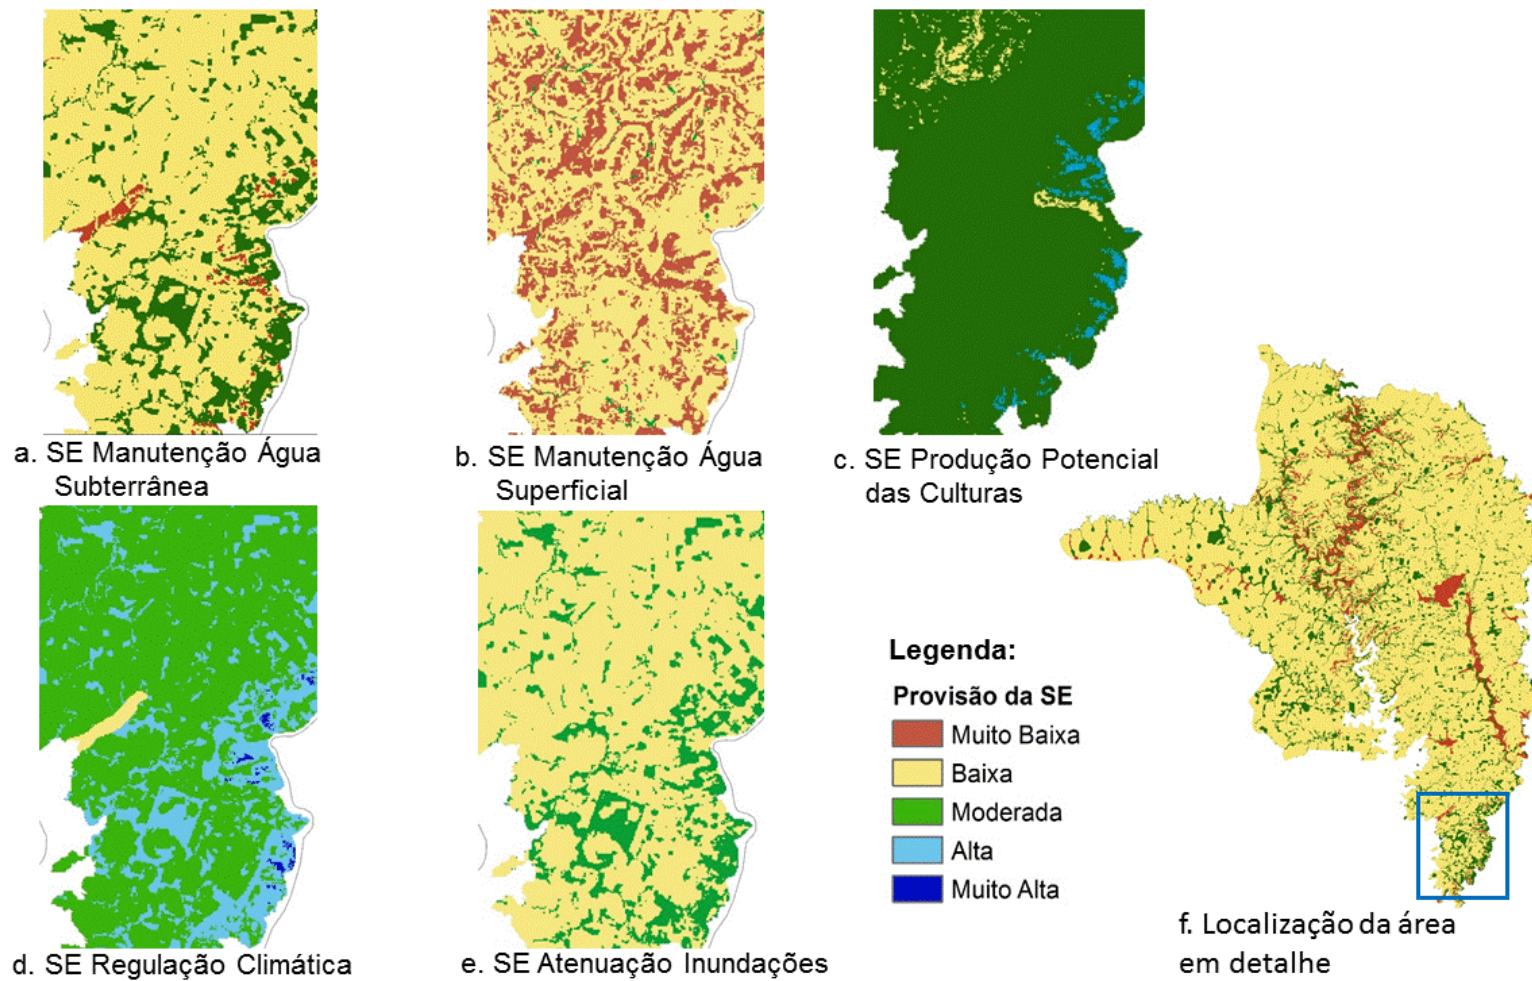 a. SE Manutenção Água
Subterrânea
b. SE Manutenção Água
Superficial
c. SE Produção Potencial
das Culturas
d. SE Regulação Climática
e. SE Atenuação Inundações
Legenda:
Provisão da SE
Muito Baixa
Baixa
Moderada
Alta
Muito Alta
f. Localização da área
em detalhe